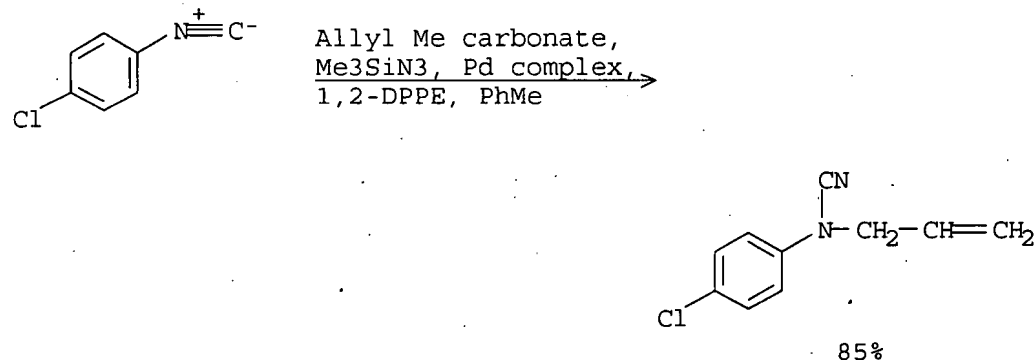 N+≡C-
Cl
Allyl Me carbonate,
Me3SiN3, Pd complex,
1,2-DPPE, PhMe
CN
N-CH2-CH=CH2
Cl
85%